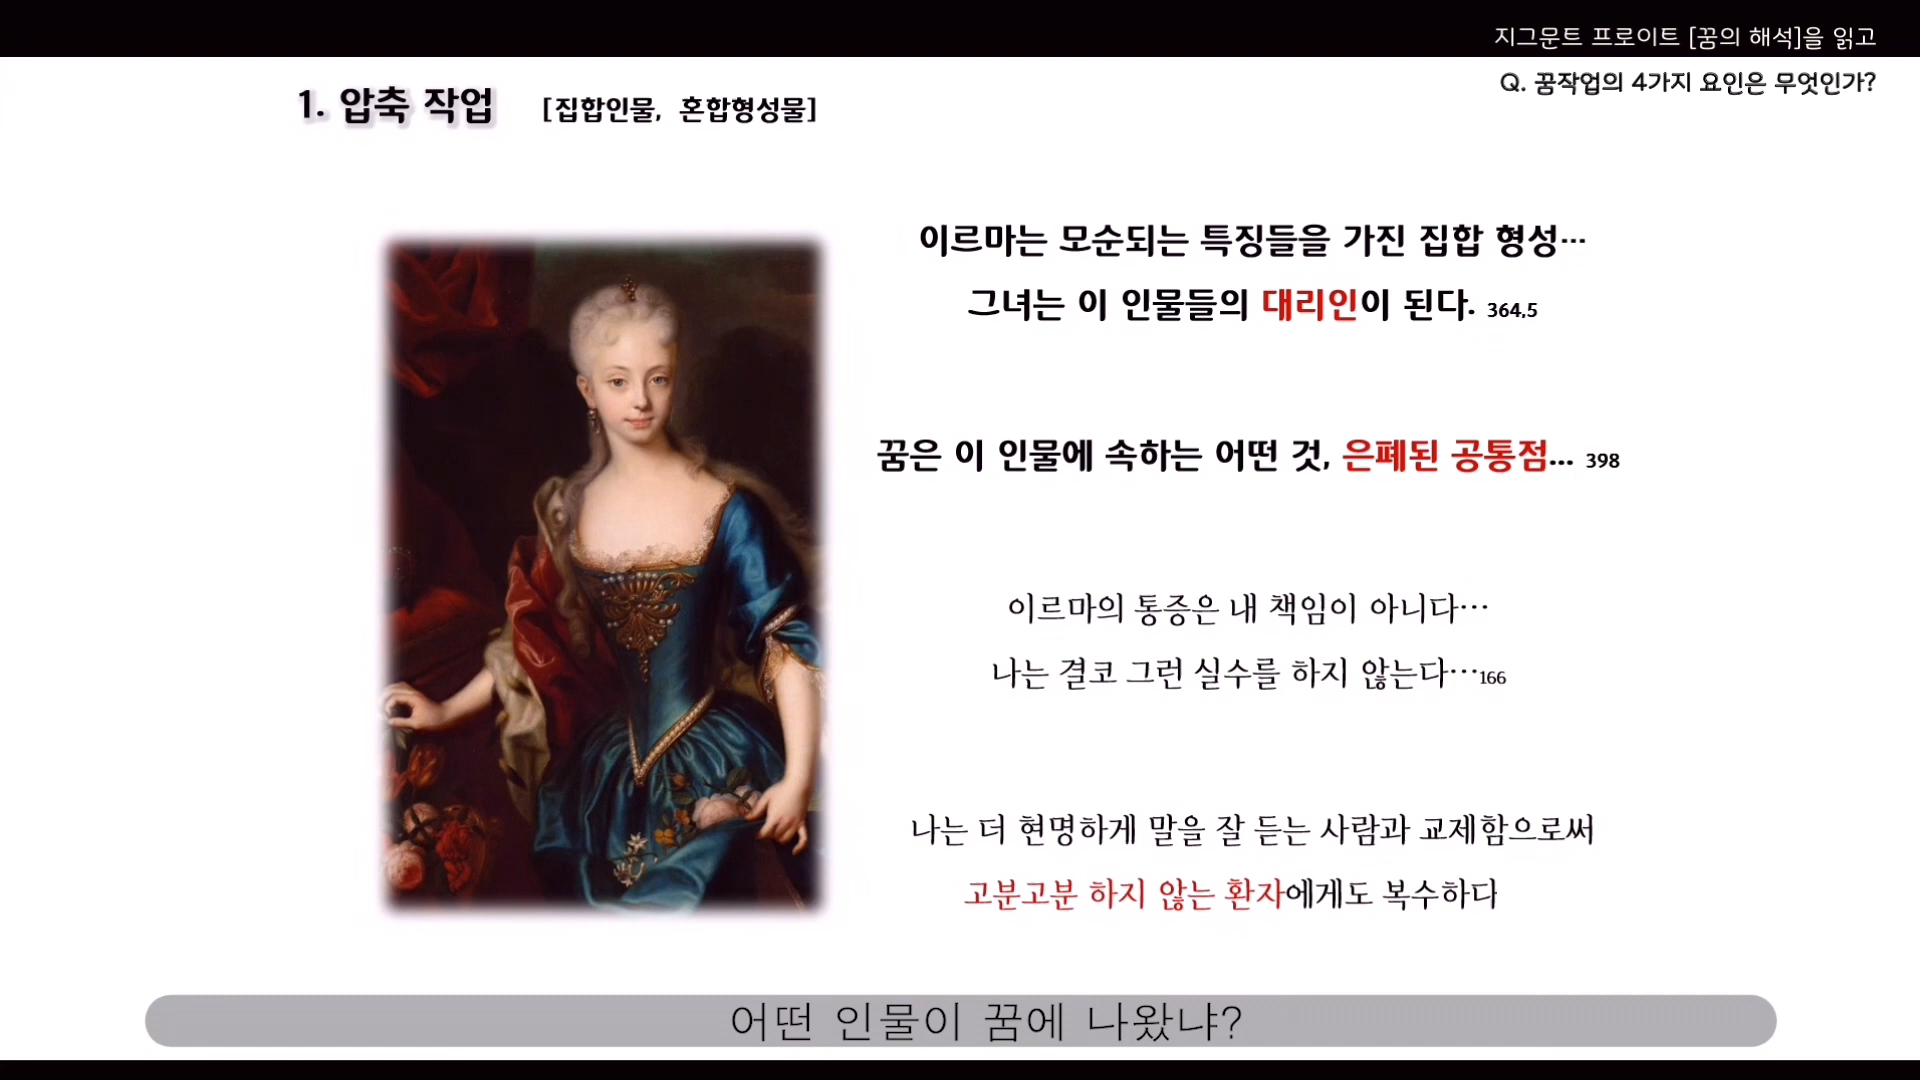 지그문트 프로이트 [꿈의 해석]을 읽고
Q. 꿈작업의 4가지 요인은 무엇인가?
1. 압축 작업 [집합인물, 혼합형성물]
이르마는 모순되는 특징들을 가진 집합 형성…
그녀는 이 인물들의 대리인이 된다. 364,5
꿈은 이 인물에 속하는 어떤 것, 은폐된 공통점... 398
이르마의 통증은 내 책임이 아니다…
나는 결코 그런 실수를 하지 않는다…166
나는 더 현명하게 말을 잘 듣는 사람과 교제함으로써
고분고분 하지 않는 환자에게도 복수하다
어떤 인물이 꿈에 나왔냐?